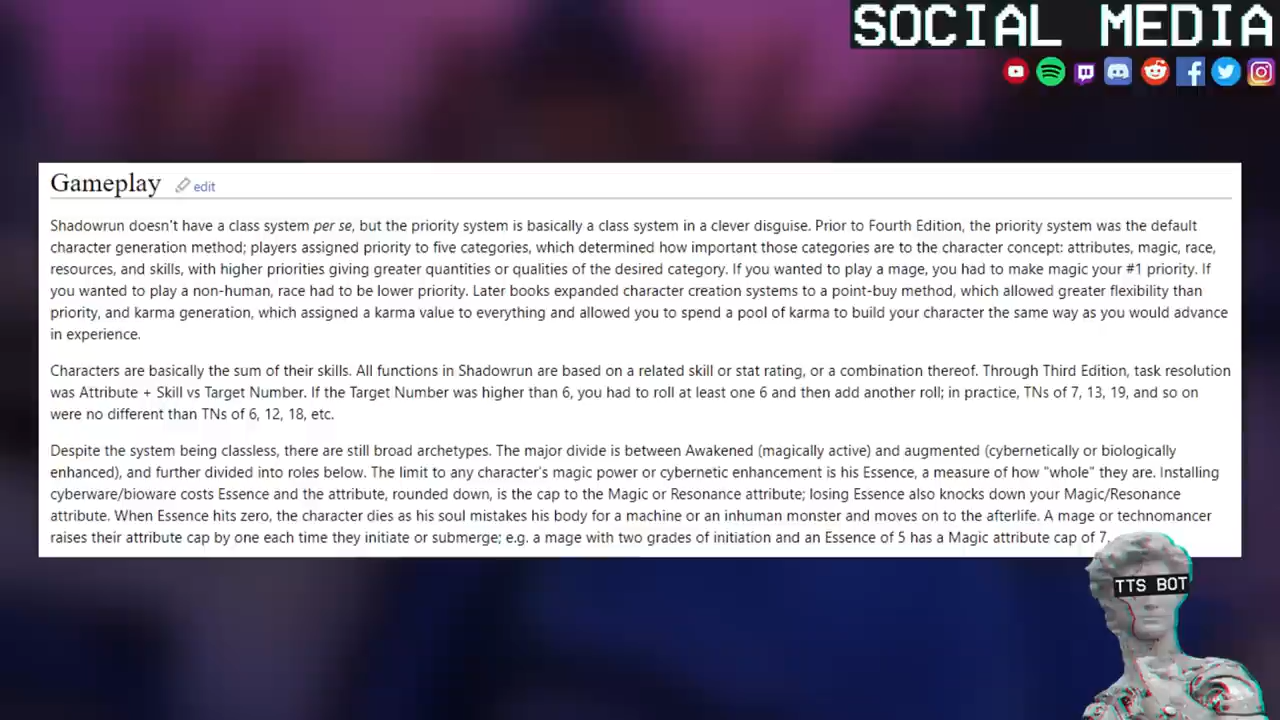 SOCIAL MEDIA
Gameplay edit
Shadowrun doesn't have a class system per se, but the priority system is basically a class system in a clever disguise. Prior to Fourth Edition, the priority system was the default
character generation method; players assigned priority to five categories, which determined how important those categories are to the character concept: attributes, magic, race,
resources, and skills, with higher priorities giving greater quantities or qualities of the desired category. If you wanted to play a mage, you had to make magic your #1 priority. If
you wanted to play a non-human, race had to be lower priority. Later books expanded character creation systems to a point-buy method, which allowed greater flexibility than
priority, and karma generation, which assigned a karma value to everything and allowed you to spend a pool of karma to build your character the same way as you would advance
in experience.
Characters are basically the sum of their skills. All functions in Shadowrun are based on a related skill or stat rating, or a combination thereof. Through Third Edition, task resolution
was Attribute + Skill vs Target Number. If the Target Number was higher than 6, you had to roll at least one 6 and then add another roll; in practice, TNs of 7, 13, 19, and so on
were no different than TNs of 6, 12, 18, etc.
Despite the system being classless, there are still broad archetypes. The major divide is between Awakened (magically active) and augmented (cybernetically or biologically
enhanced), and further divided into roles below. The limit to any character's magic power or cybernetic enhancement is his Essence, a measure of how "whole" they are. Installing
cyberware/bioware costs Essence and the attribute, rounded down, is the cap to the Magic or Resonance attribute; losing Essence also knocks down your Magic/Resonance
attribute. When Essence hits zero, the character dies as his soul mistakes his body for a machine or an inhuman monster and moves on to the afterlife. A mage or technomancer
raises their attribute cap by one each time they initiate or submerge; e.g. a mage with two grades of initiation and an Essence of 5 has a Magic attribute cap of 7.
TTS BOT